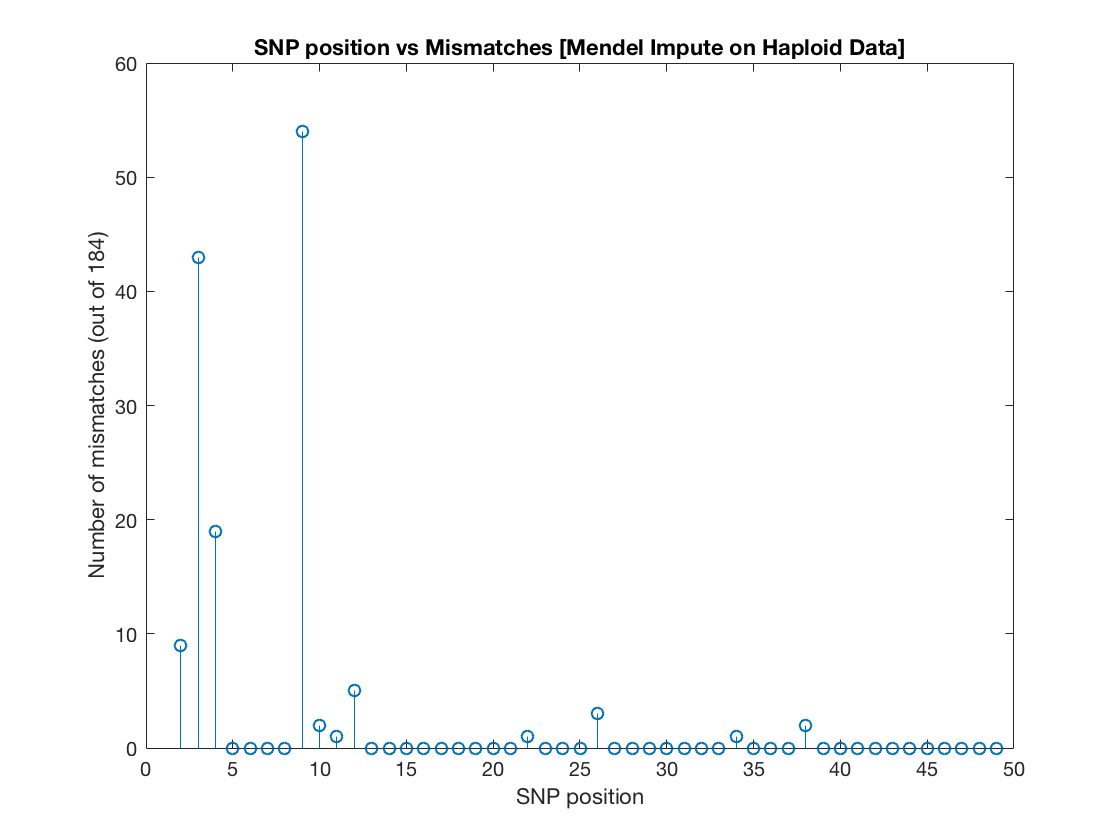 SNP position vs Mismatches [Mendel Impute on Haploid Data]
60
50
40
30
20
10
0
Number of mismatches (out of 184)
0 5 10 15 20 25 30 35 40 45 50
SNP position